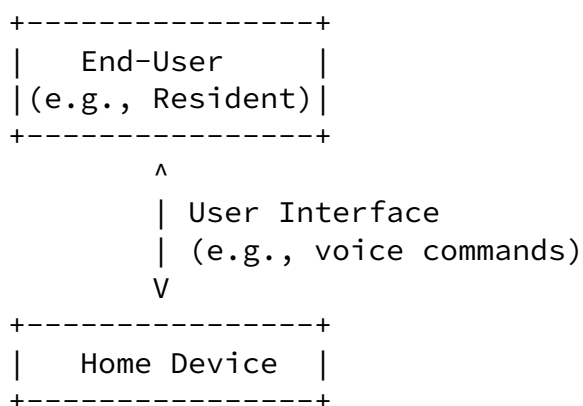 +----------------+
|   End-User     |
|(e.g., Resident)|
+----------------+
        ^
        | User Interface
        | (e.g., voice commands)
        V
+----------------+
|   Home Device  |
+----------------+